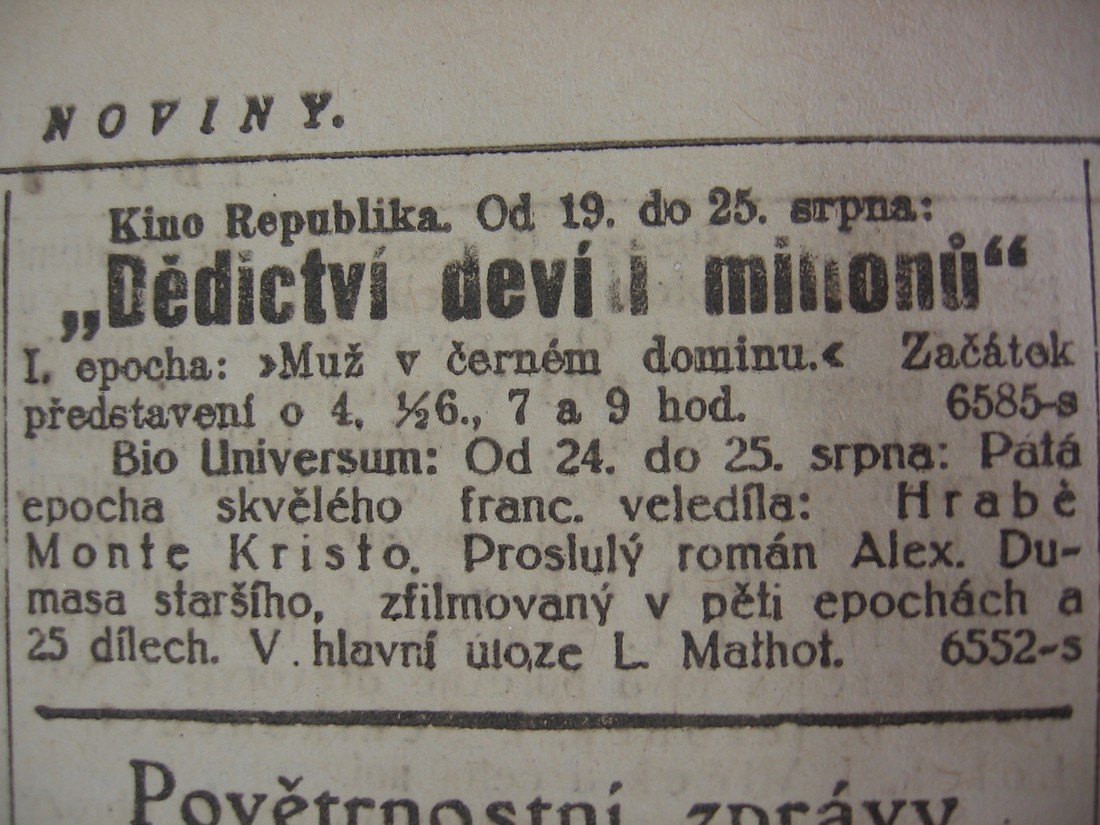 NOVINY.
Kino Republika. Od 19. do 25. srpna:
„Dědictví milionů“
I. epocha: »Muž v černém dominu.« Začátek
představení o 4, ½6., 7 a 9 hod. 6585-s
Bio Universum: Od 24. do 25. srpna: Pátá
epocha skvělého franc. veledíla: Hrabě
Monte Kristo. Proslulý román Alex. Du-
masa staršího, zfilmovaný v pěti epochách a
25 dílech. V hlavní úloze L. Mathot. 6552-s
Povětrnostní zprávy